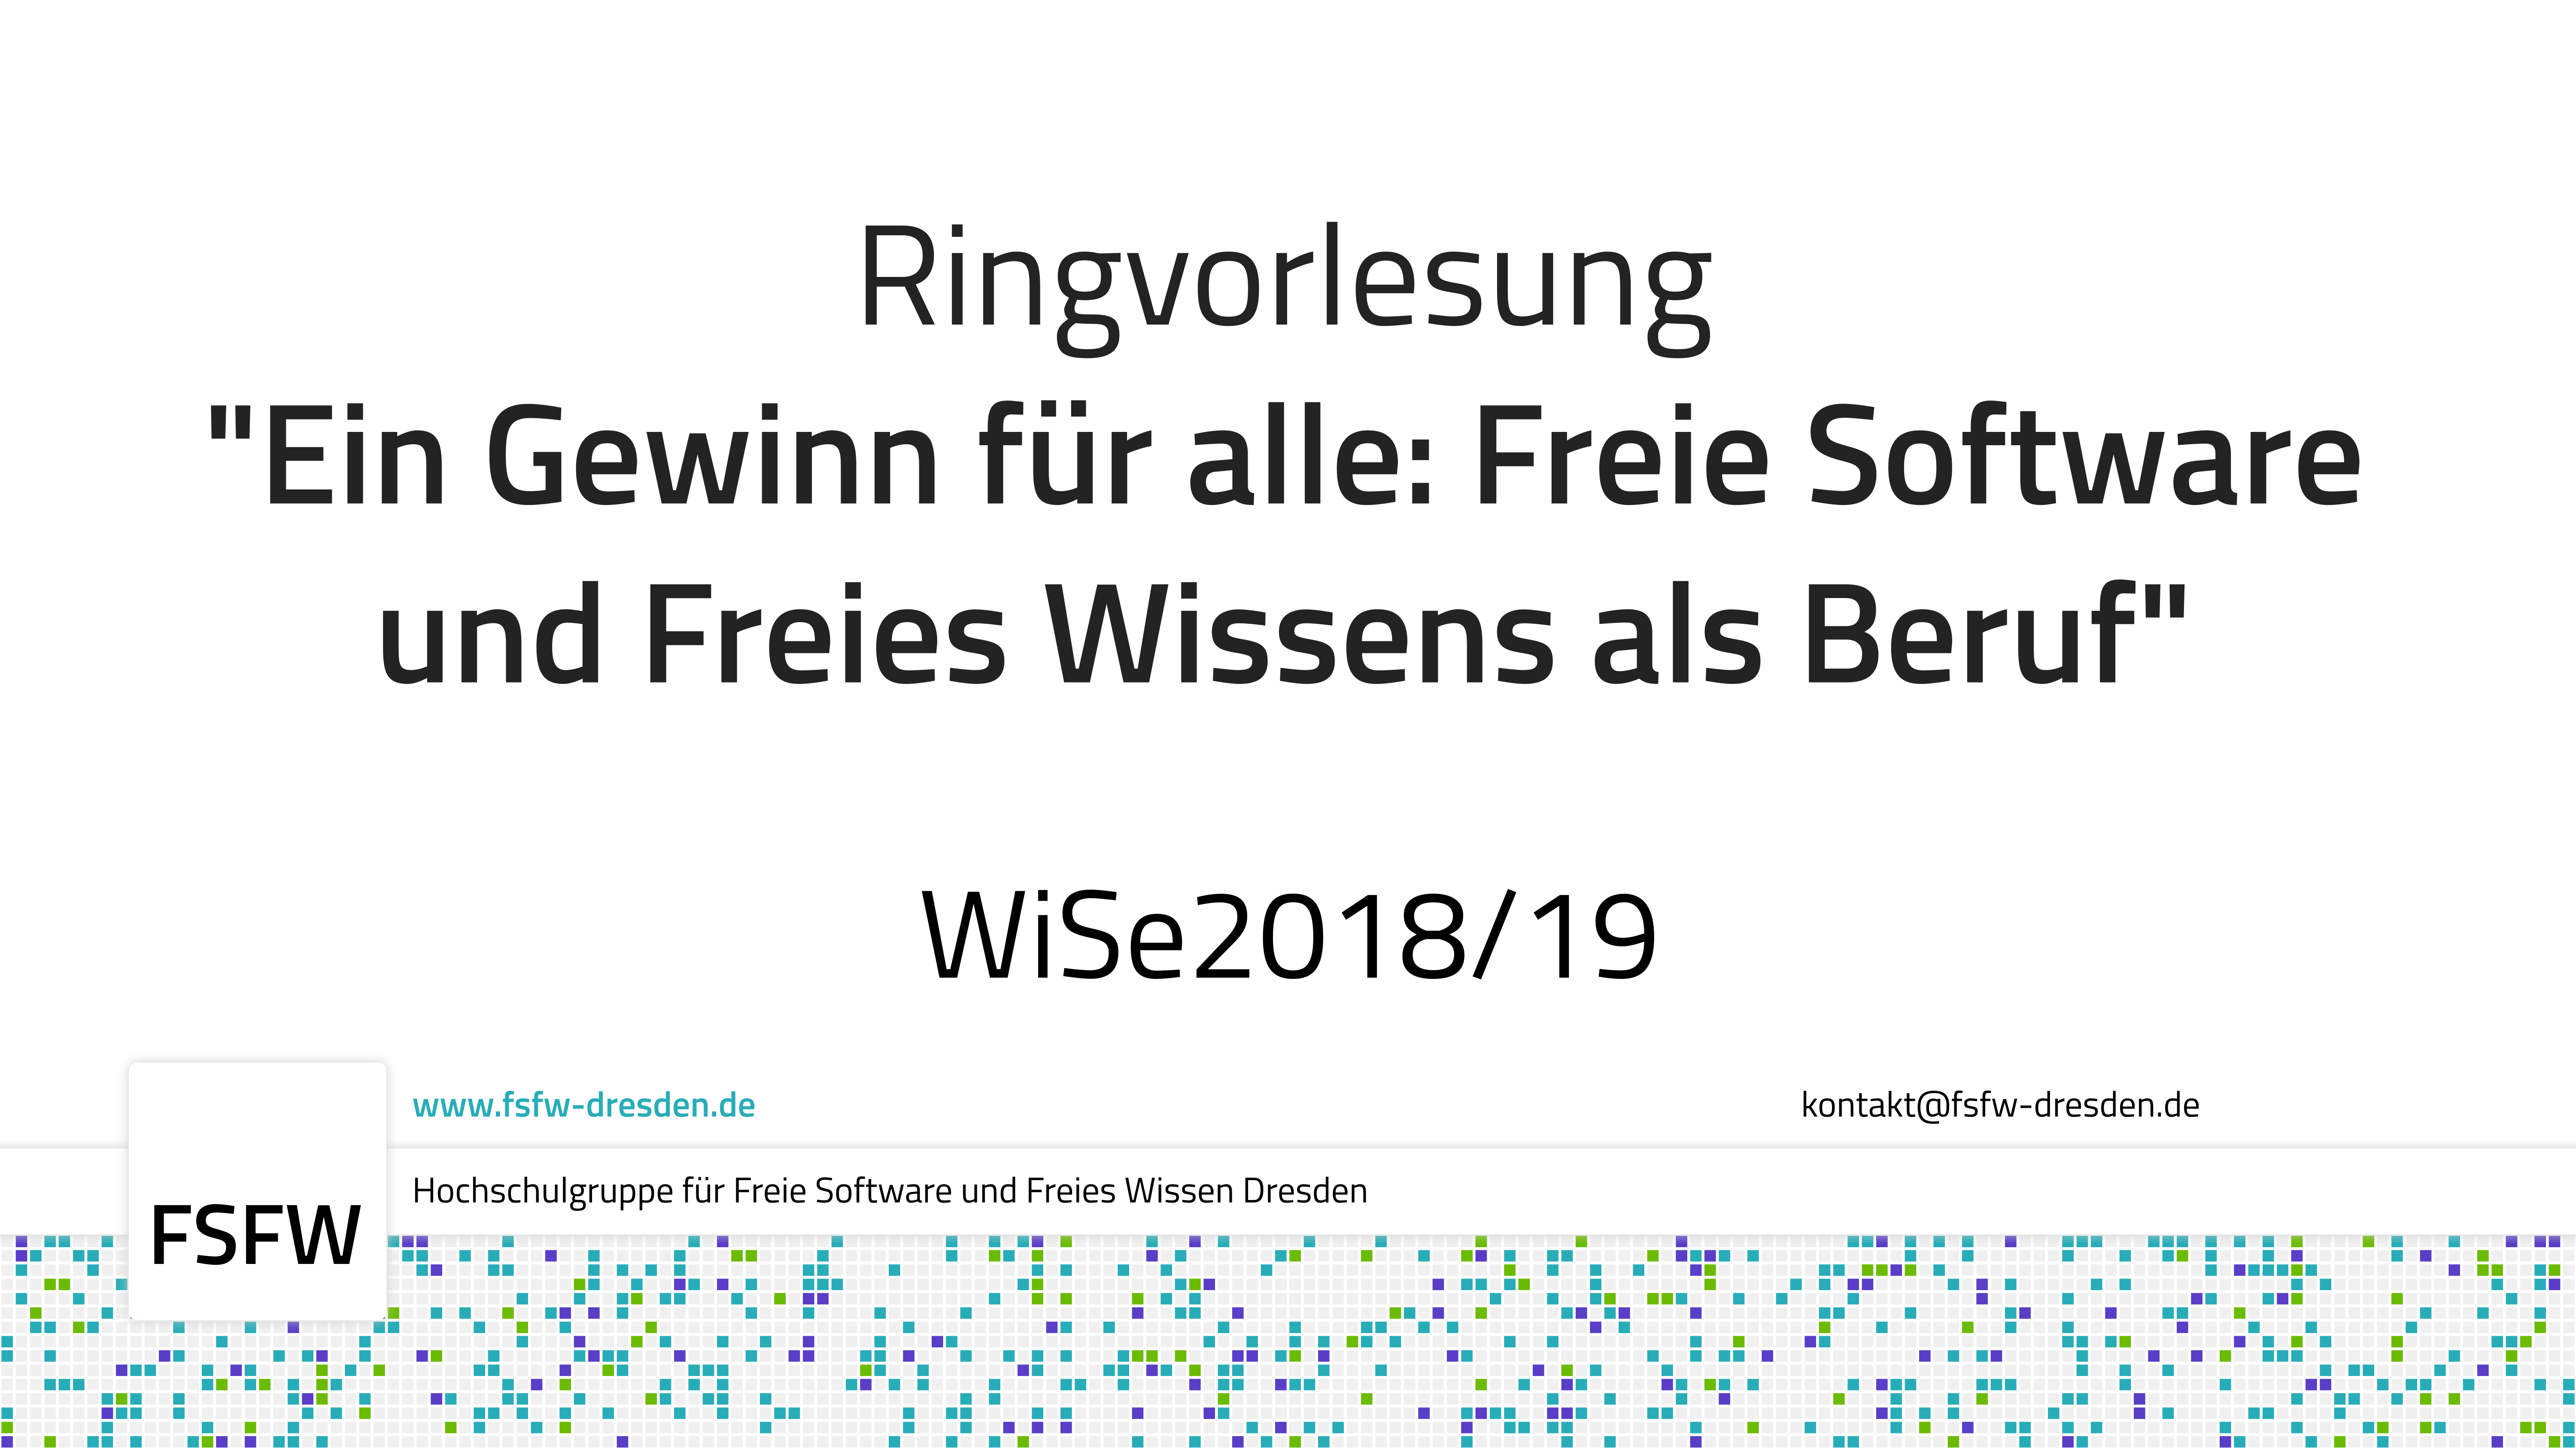 Ringvorlesung
"Ein Gewinn für alle: Freie Software
und Freies Wissens als Beruf"
WiSe2018/19
www.fsfw-dresden.de
kontakt@fsfw-dresden.de
Hochschulgruppe für Freie Software und Freies Wissen Dresden
FSFW